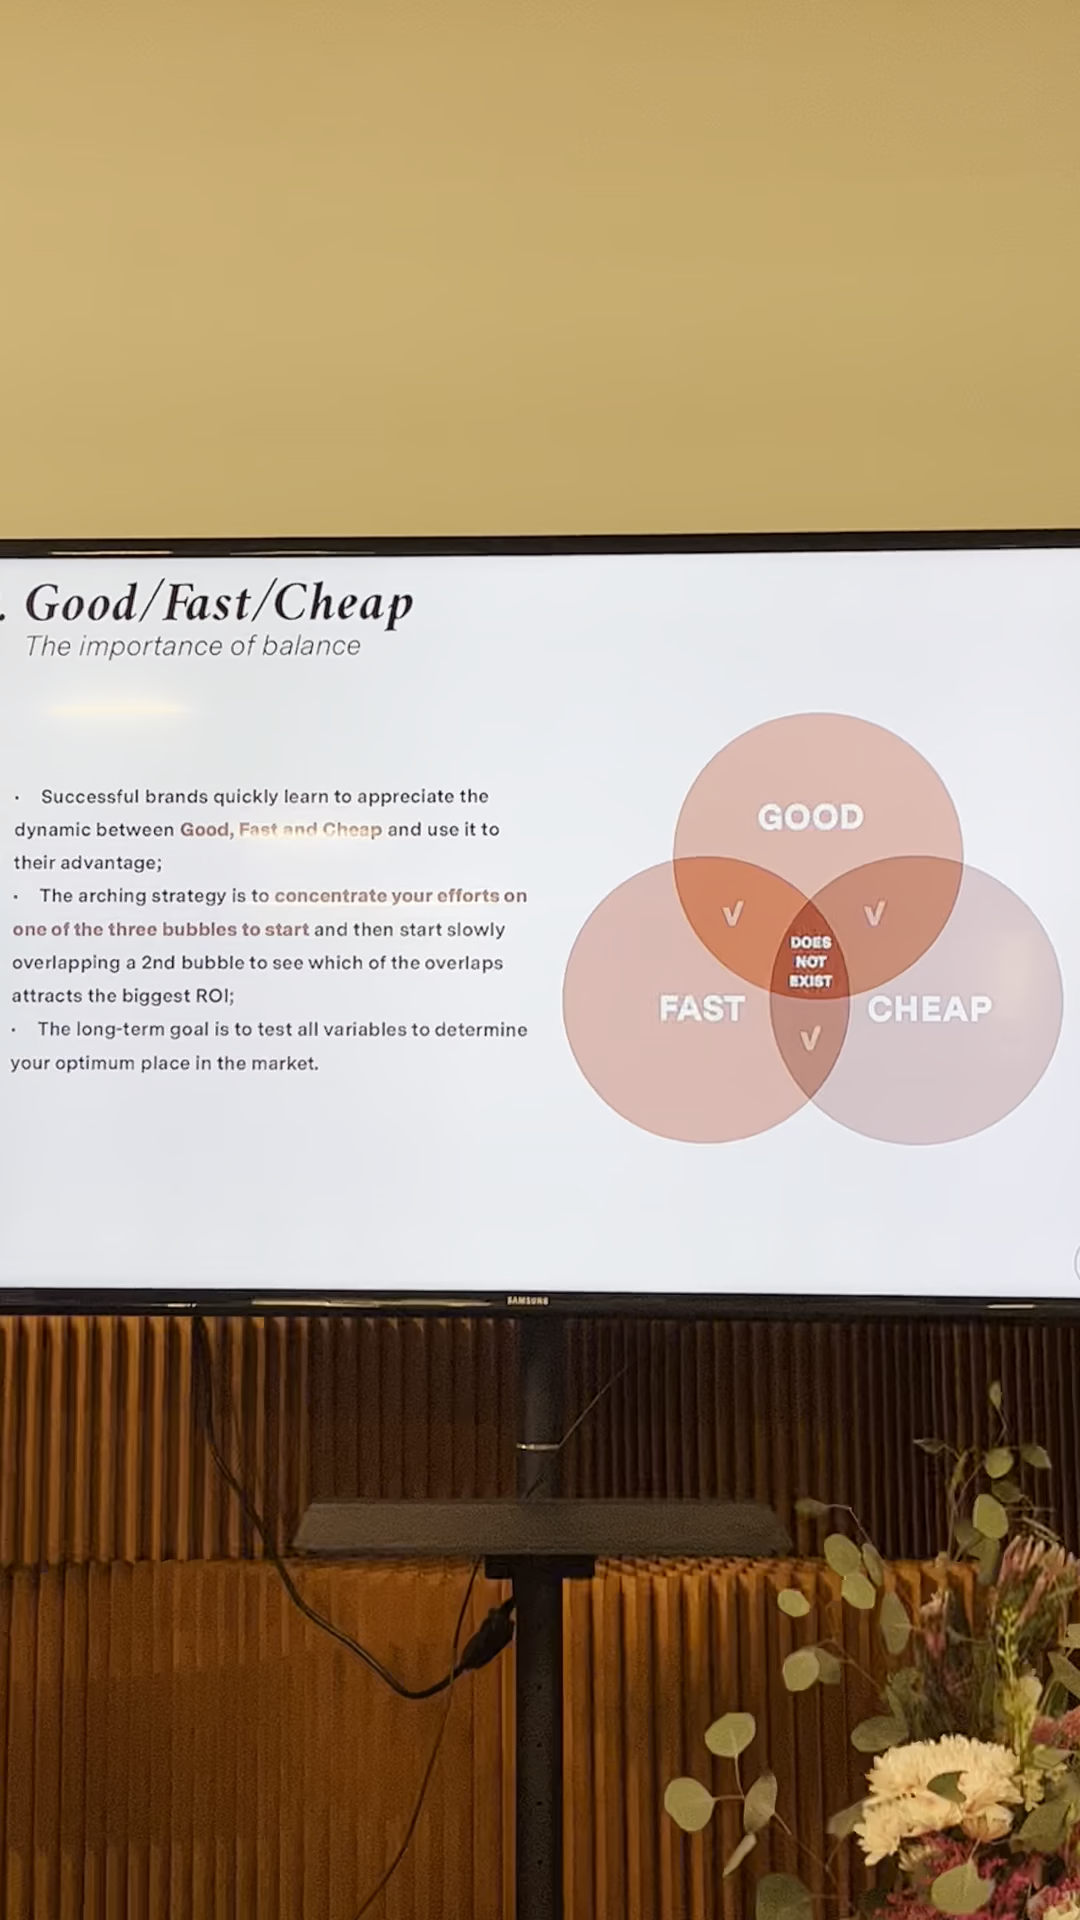 . Good/Fast/Cheap
The importance of balance
· Successful brands quickly learn to appreciate the
dynamic between Good, Fast and Cheap and use it to
their advantage;
· The arching strategy is to concentrate your efforts on
one of the three bubbles to start and then start slowly
overlapping a 2nd bubble to see which of the overlaps
attracts the biggest ROI;
· The long-term goal is to test all variables to determine
your optimum place in the market.
GOOD
√ √
DOES
NOT
EXIST
FAST CHEAP
√
SAMSUNG